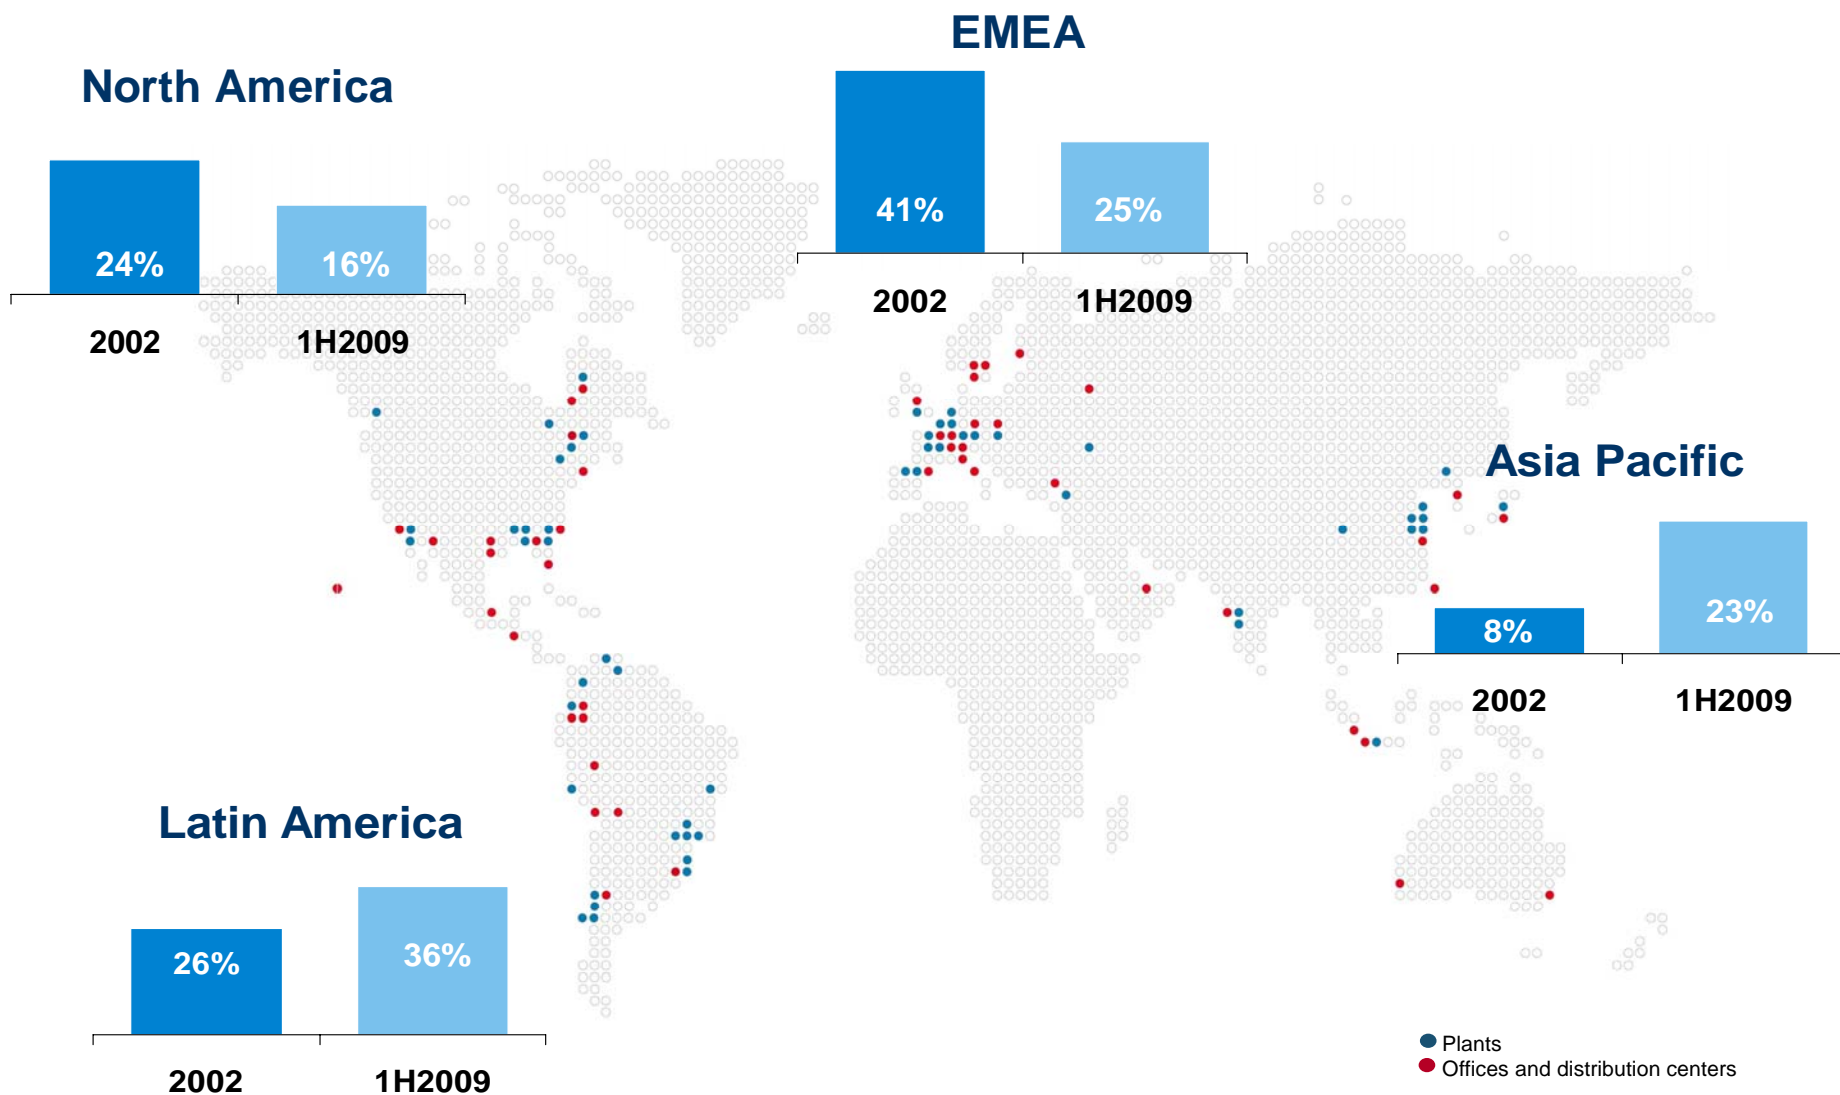 EMEA
North America
41%
25%
24%
16%
2002
1H2009
2002
1H2009
Asia Pacific
8%
23%
2002
1H2009
Latin America
26%
36%
2002
1H2009
Plants
Offices and distribution centers